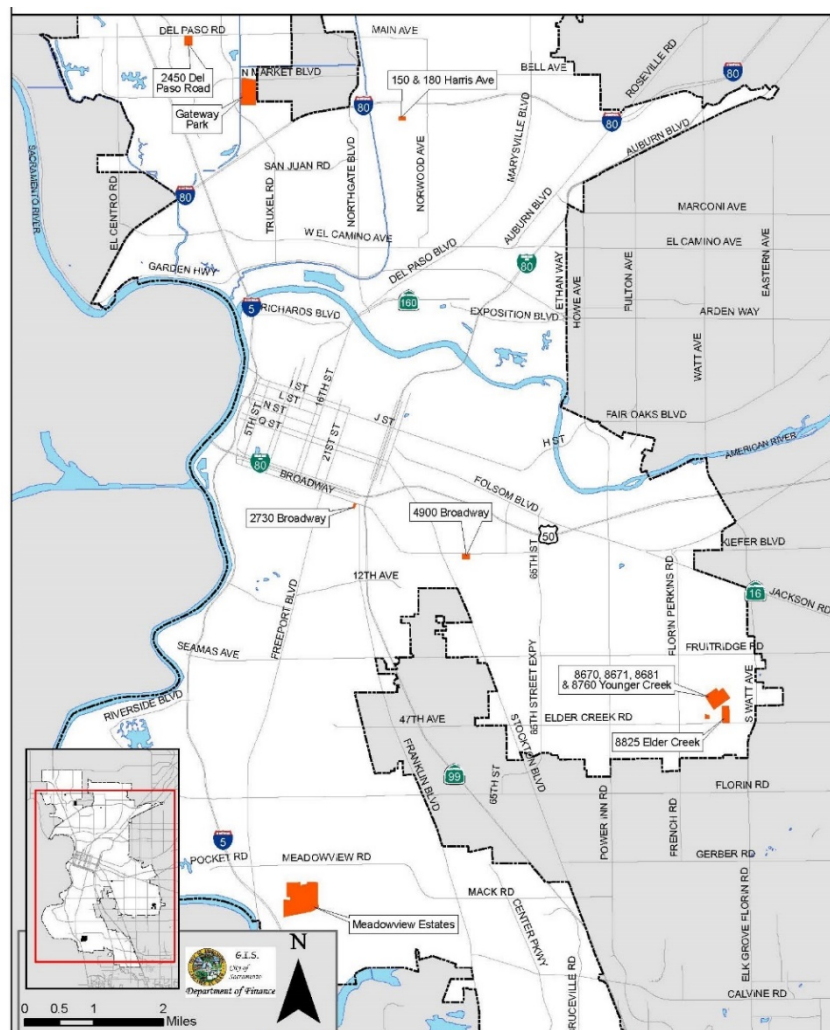 DEL PASO RD
MAIN AVE
ROSEVILLE RD
2450 Del
Paso Road
N MARKET BLVD
150 & 180 Harris Ave
BELL AVE
80
Gateway
Park
80
80
AUBURN BLVD
SACRAMENTO RIVER
EL CENTRO RD
SAN JUAN RD
TRUXEL RD
NORTHGATE BLVD
NORWOOD AVE
MARYSVILLE BLVD
80
MARCONI AVE
W EL CAMINO AVE
AUBURN BLVD
EL CAMINO AVE
EASTERN AVE
GARDEN HWY
DEL PASO BLVD
80
ETHAN WAY
HOWE AVE
FULTON AVE
5
RICHARDS BLVD
160
EXPOSITION BLVD
ARDEN WAY
WATT AVE
I ST
L ST
N ST
Q ST
5TH ST
16TH ST
21ST ST
J ST
H ST
FAIR OAKS BLVD
AMERICAN RIVER
80
BROADWAY
FOLSOM BLVD
2730 Broadway
4900 Broadway
50
65TH ST
KIEFER BLVD
12TH AVE
FLORIN PERKINS RD
16
JACKSON RD
FREEPORT BLVD
SEAMAS AVE
FRUITRIDGE RD
RIVERSIDE BLVD
8670, 8671, 8681
& 8760 Younger Creek
S WATT AVE
47TH AVE
65TH STREET EXPY
ELDER CREEK RD
8825 Elder Creek
STOCKTON BLVD
FRANKLIN BLVD
99
65TH ST
FLORIN RD
POWER INN RD
FRENCH RD
5
POCKET RD
MEADOWVIEW RD
GERBER RD
MACK RD
Meadowview Estates
CENTER PKWY
BRUCEVILLE RD
ELK GROVE FLORIN RD
CALVINE RD
N
G.I.S.
City of
Sacramento
Department of Finance
0 0.5 1 2
Miles